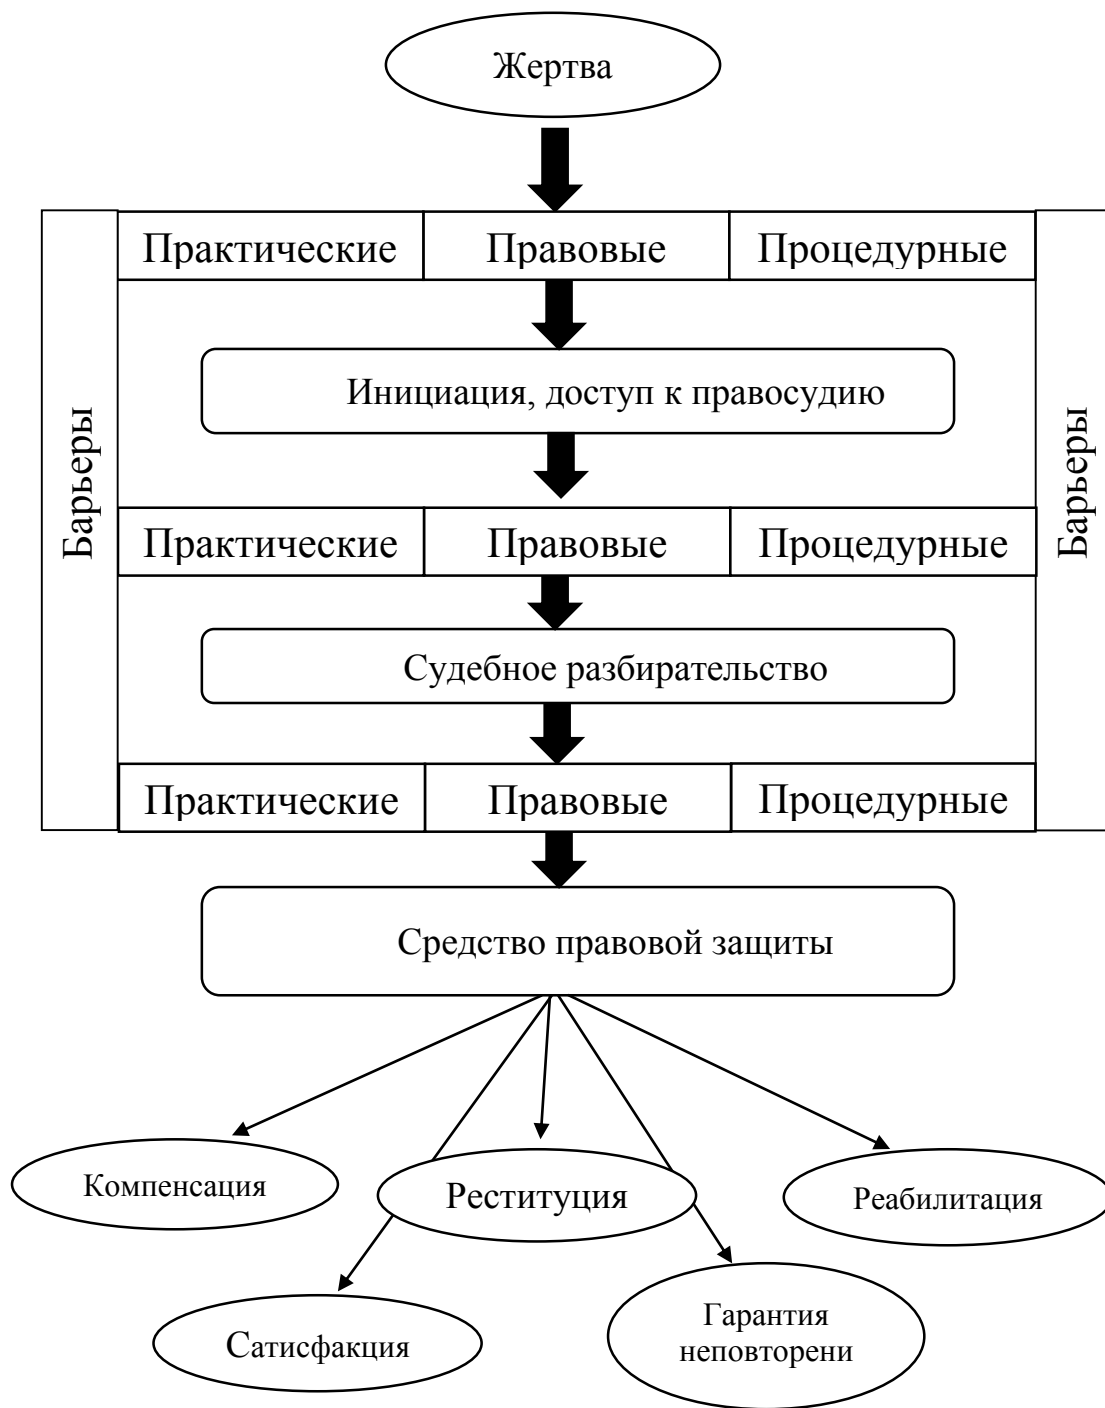 Жертва
Практические Правовые Процедурные
Барьеры
Барьеры
Инициация, доступ к правосудию
Практические Правовые Процедурные
Судебное разбирательство
Практические Правовые Процедурные
Средство правовой защиты
Компенсация
Реституция
Реабилитация
Сатисфакция
Гарантия
неповторени